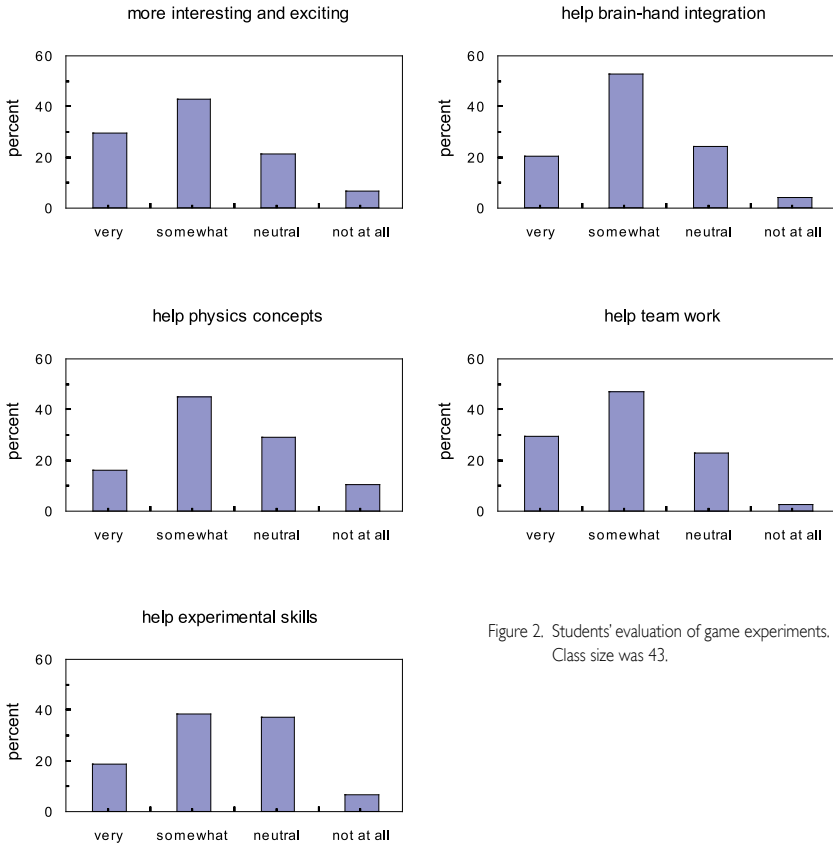 more interesting and exciting
60
40
20
0
percent
very somewhat neutral not at all
help brain-hand integration
60
40
20
0
percent
very somewhat neutral not at all
help physics concepts
60
40
20
0
percent
very somewhat neutral not at all
help team work
60
40
20
0
percent
very somewhat neutral not at all
help experimental skills
60
40
20
0
percent
very somewhat neutral not at all
Figure 2. Students' evaluation of game experiments.
Class size was 43.